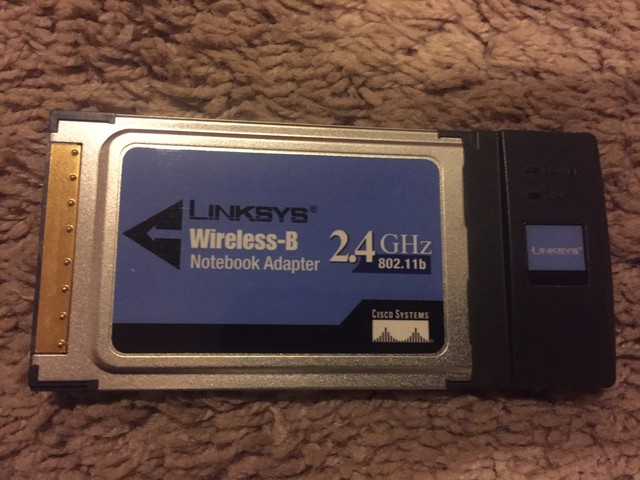 LINKSYS®
Wireless-B
Notebook Adapter
2.4 GHz
802.11b
CISCO SYSTEMS
LINKSYS